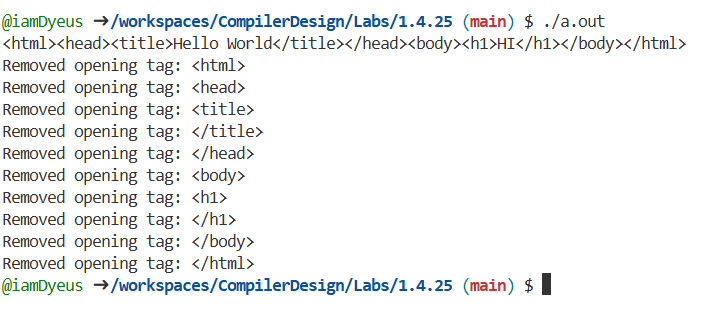 @iamDyeus ➜/workspaces/CompilerDesign/Labs/1.4.25 (main) $ ./a.out
<html><head><title>Hello World</title></head><body><h1>HI</h1></body></html>
Removed opening tag: <html>
Removed opening tag: <head>
Removed opening tag: <title>
Removed opening tag: </title>
Removed opening tag: </head>
Removed opening tag: <body>
Removed opening tag: <h1>
Removed opening tag: </h1>
Removed opening tag: </body>
Removed opening tag: </html>
@iamDyeus ➜/workspaces/CompilerDesign/Labs/1.4.25 (main) $